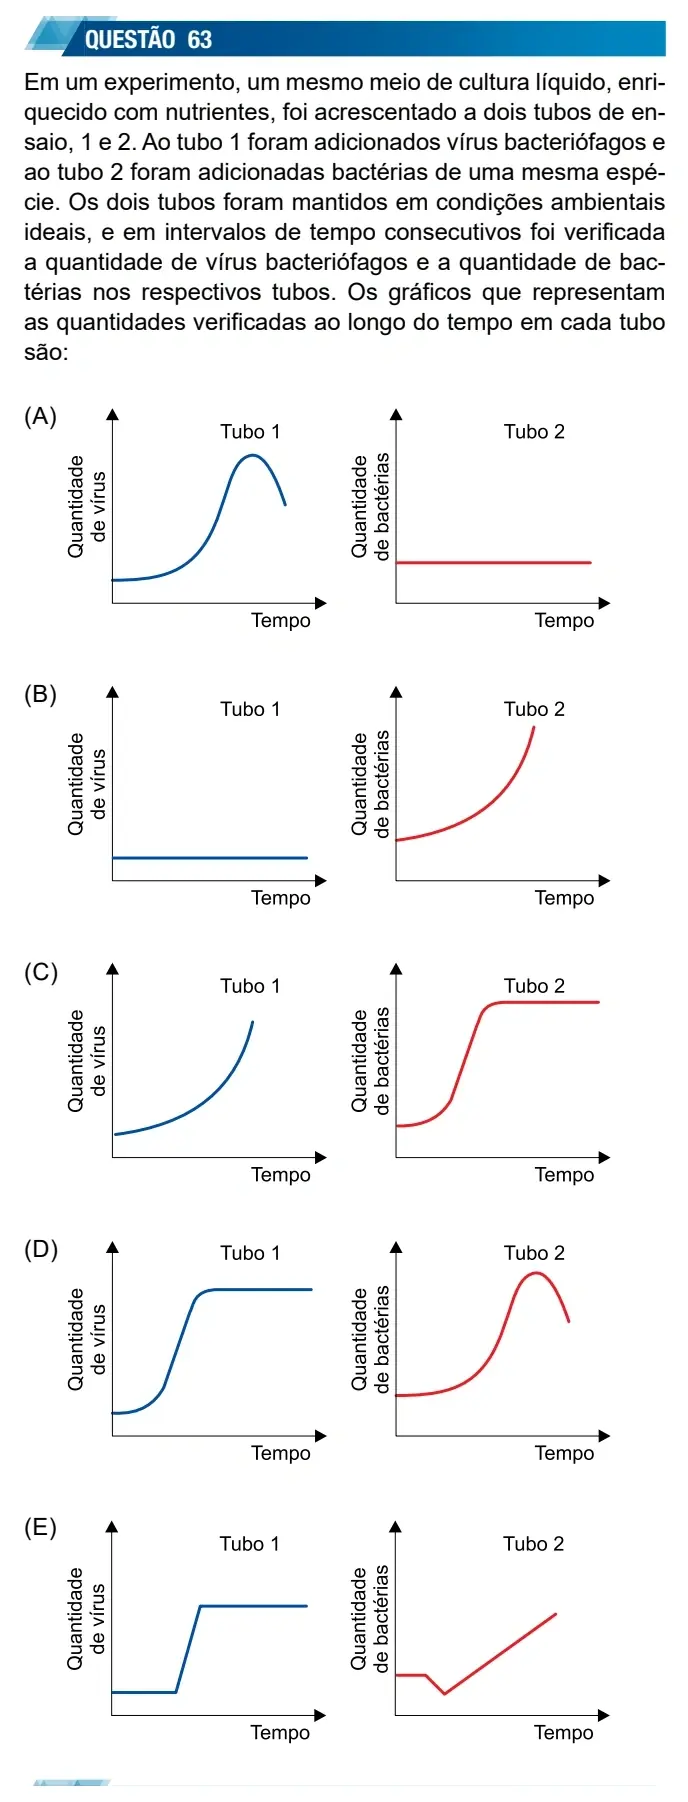 QUESTÃO 63
Em um experimento, um mesmo meio de cultura líquido, enri-
quecido com nutrientes, foi acrescentado a dois tubos de en-
saio, 1 e 2. Ao tubo 1 foram adicionados vírus bacteriófagos e
ao tubo 2 foram adicionadas bactérias de uma mesma espé-
cie. Os dois tubos foram mantidos em condições ambientais
ideais, e em intervalos de tempo consecutivos foi verificada
a quantidade de vírus bacteriófagos e a quantidade de bac-
térias nos respectivos tubos. Os gráficos que representam
as quantidades verificadas ao longo do tempo em cada tubo
são:
(A)
Tubo 1
Quantidade
de vírus
Tempo
Tubo 2
Quantidade
de bactérias
Tempo
(B)
Tubo 1
Quantidade
de vírus
Tempo
Tubo 2
Quantidade
de bactérias
Tempo
(C)
Tubo 1
Quantidade
de vírus
Tempo
Tubo 2
Quantidade
de bactérias
Tempo
(D)
Tubo 1
Quantidade
de vírus
Tempo
Tubo 2
Quantidade
de bactérias
Tempo
(E)
Tubo 1
Quantidade
de vírus
Tempo
Tubo 2
Quantidade
de bactérias
Tempo